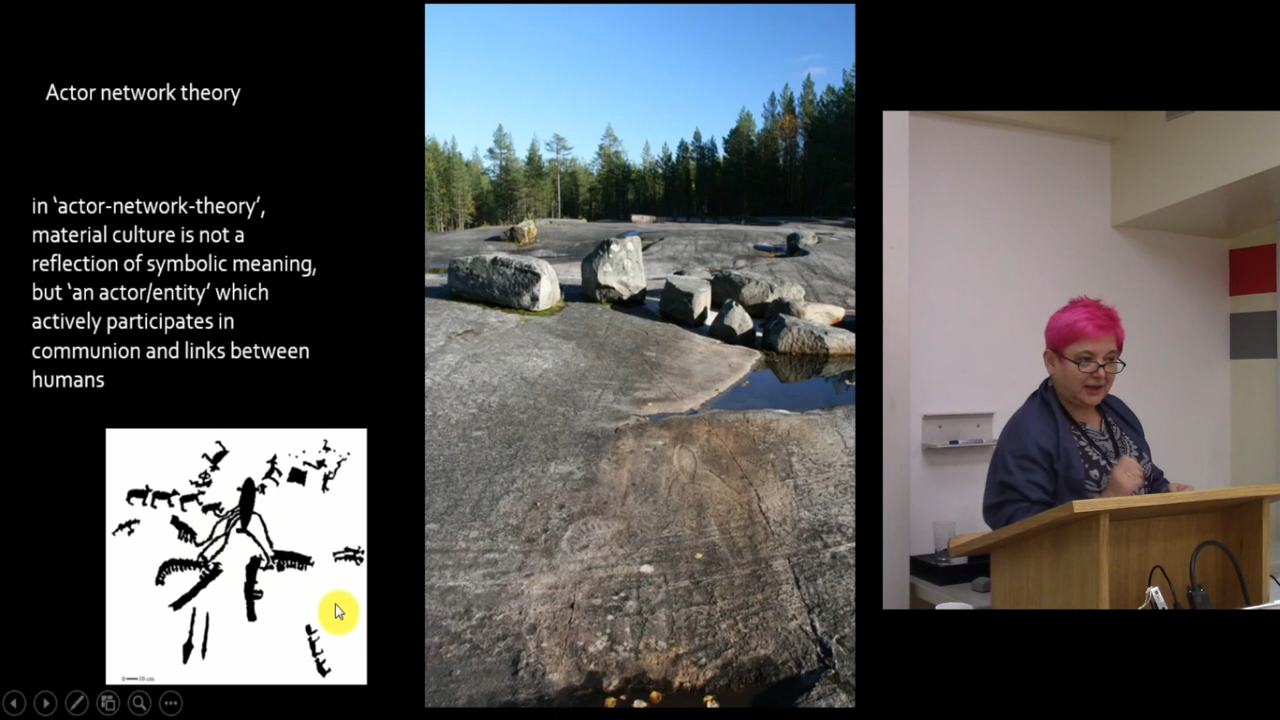 Actor network theory
in ‘actor-network-theory’,
material culture is not a
reflection of symbolic meaning,
but ‘an actor/entity’ which
actively participates in
communion and links between
humans